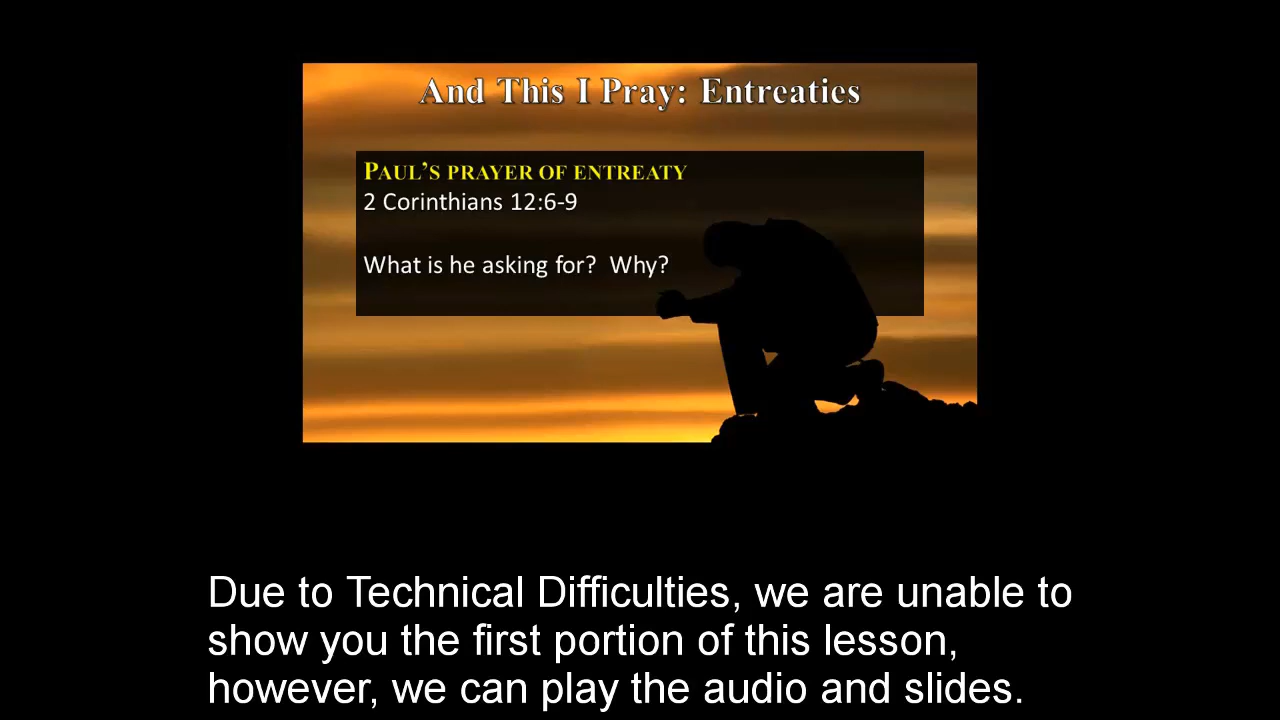 And This I Pray: Entreaties
PAUL'S PRAYER OF ENTREATY
2 Corinthians 12:6-9
What is he asking for?  Why?
Due to Technical Difficulties, we are unable to
show you the first portion of this lesson,
however, we can play the audio and slides.